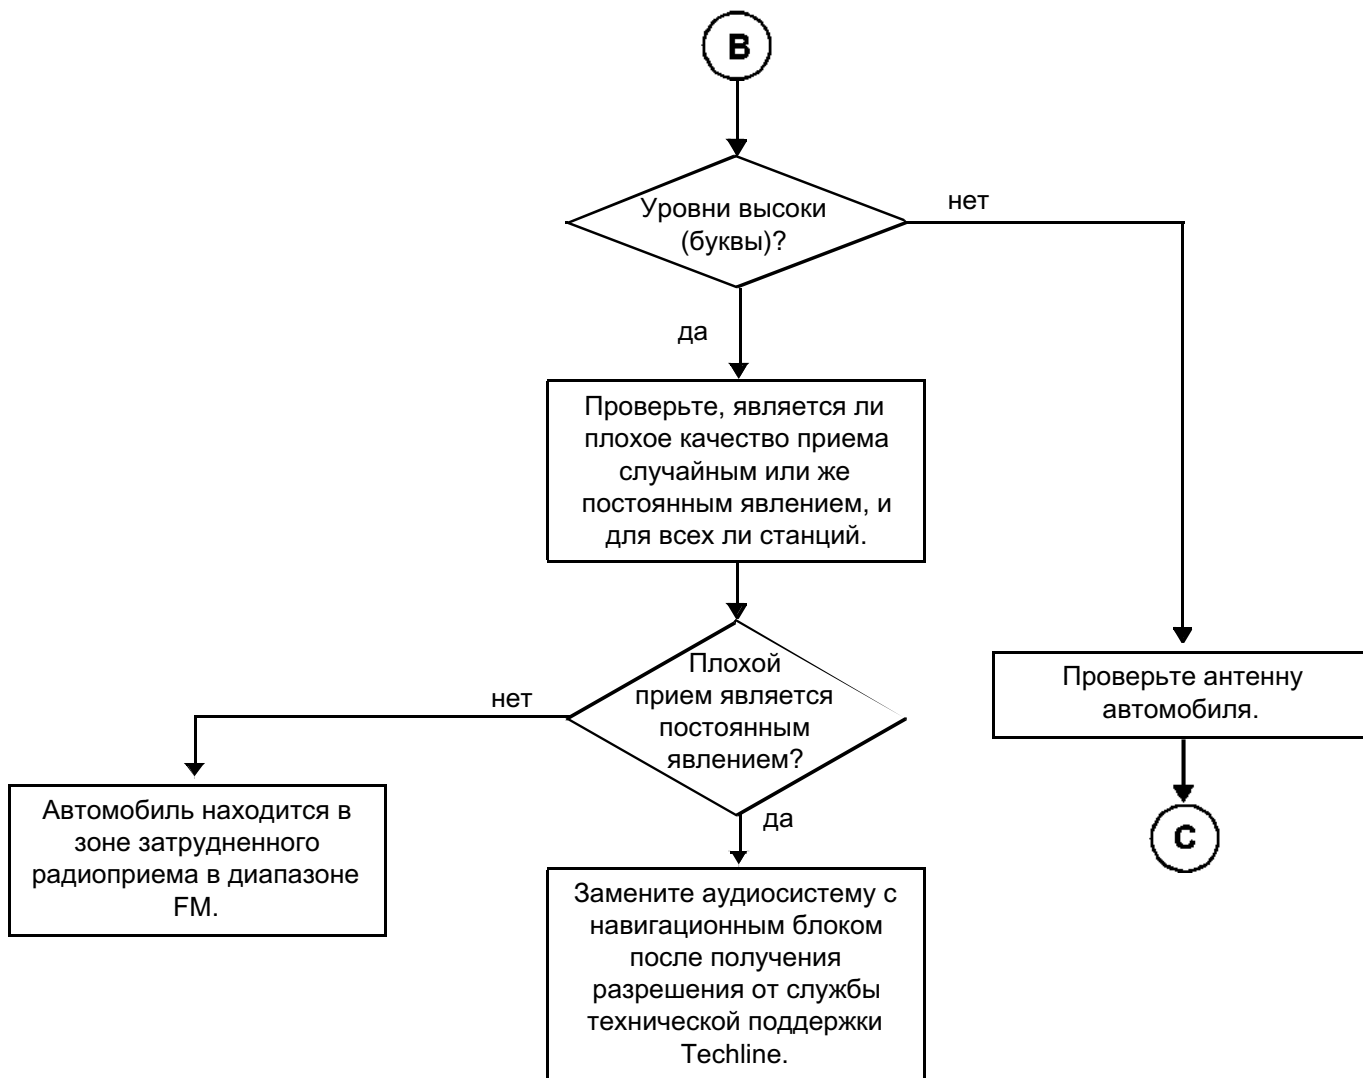 B
Уровни высоки
(буквы)?
нет
да
Проверьте, является ли
плохое качество приема
случайным или же
постоянным явлением, и
для всех ли станций.
Плохой
прием является
постоянным
явлением?
нет
да
Проверьте антенну
автомобиля.
C
Автомобиль находится в
зоне затрудненного
радиоприема в диапазоне
FM.
Замените аудиосистему с
навигационным блоком
после получения
разрешения от службы
технической поддержки
Techline.